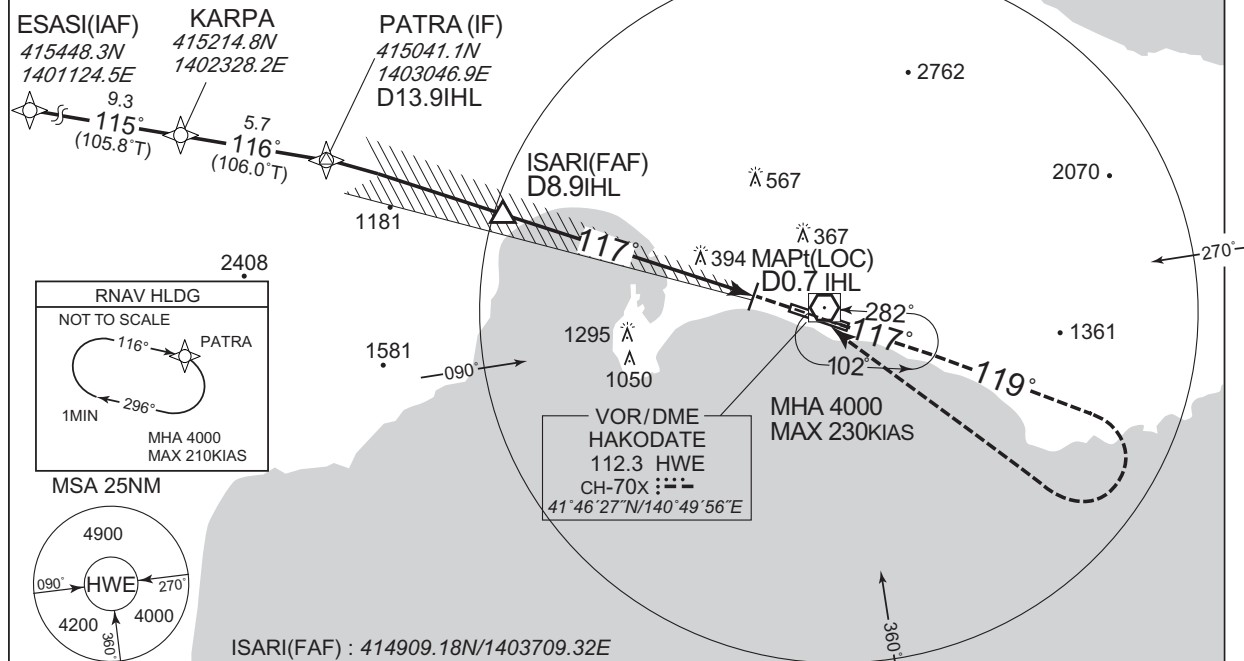 ESASI(IAF)
415448.3N
1401124.5E
KARPA
415214.8N
1402328.2E
PATRA (IF)
415041.1N
1403046.9E
D13.9IHL
9.3
115°
(105.8°T)
5.7
116°
(106.0°T)
ISARI(FAF)
D8.9IHL
2762
2070
567
1181
117°
394
367
MAPt(LOC)
D0.7 IHL
270°
2408
RNAV HLDG
NOT TO SCALE
116°
PATRA
1MIN
296°
MHA 4000
MAX 210KIAS
1581
090°
1295
1050
282°
117°
102°
119°
1361
MHA 4000
MAX 230KIAS
VOR/DME
HAKODATE
112.3 HWE
CH-70X
41°46′27″N/140°49′56″E
MSA 25NM
4900
090°
HWE
270°
4200
4000
360°
360°
ISARI(FAF) : 414909.18N/1403709.32E